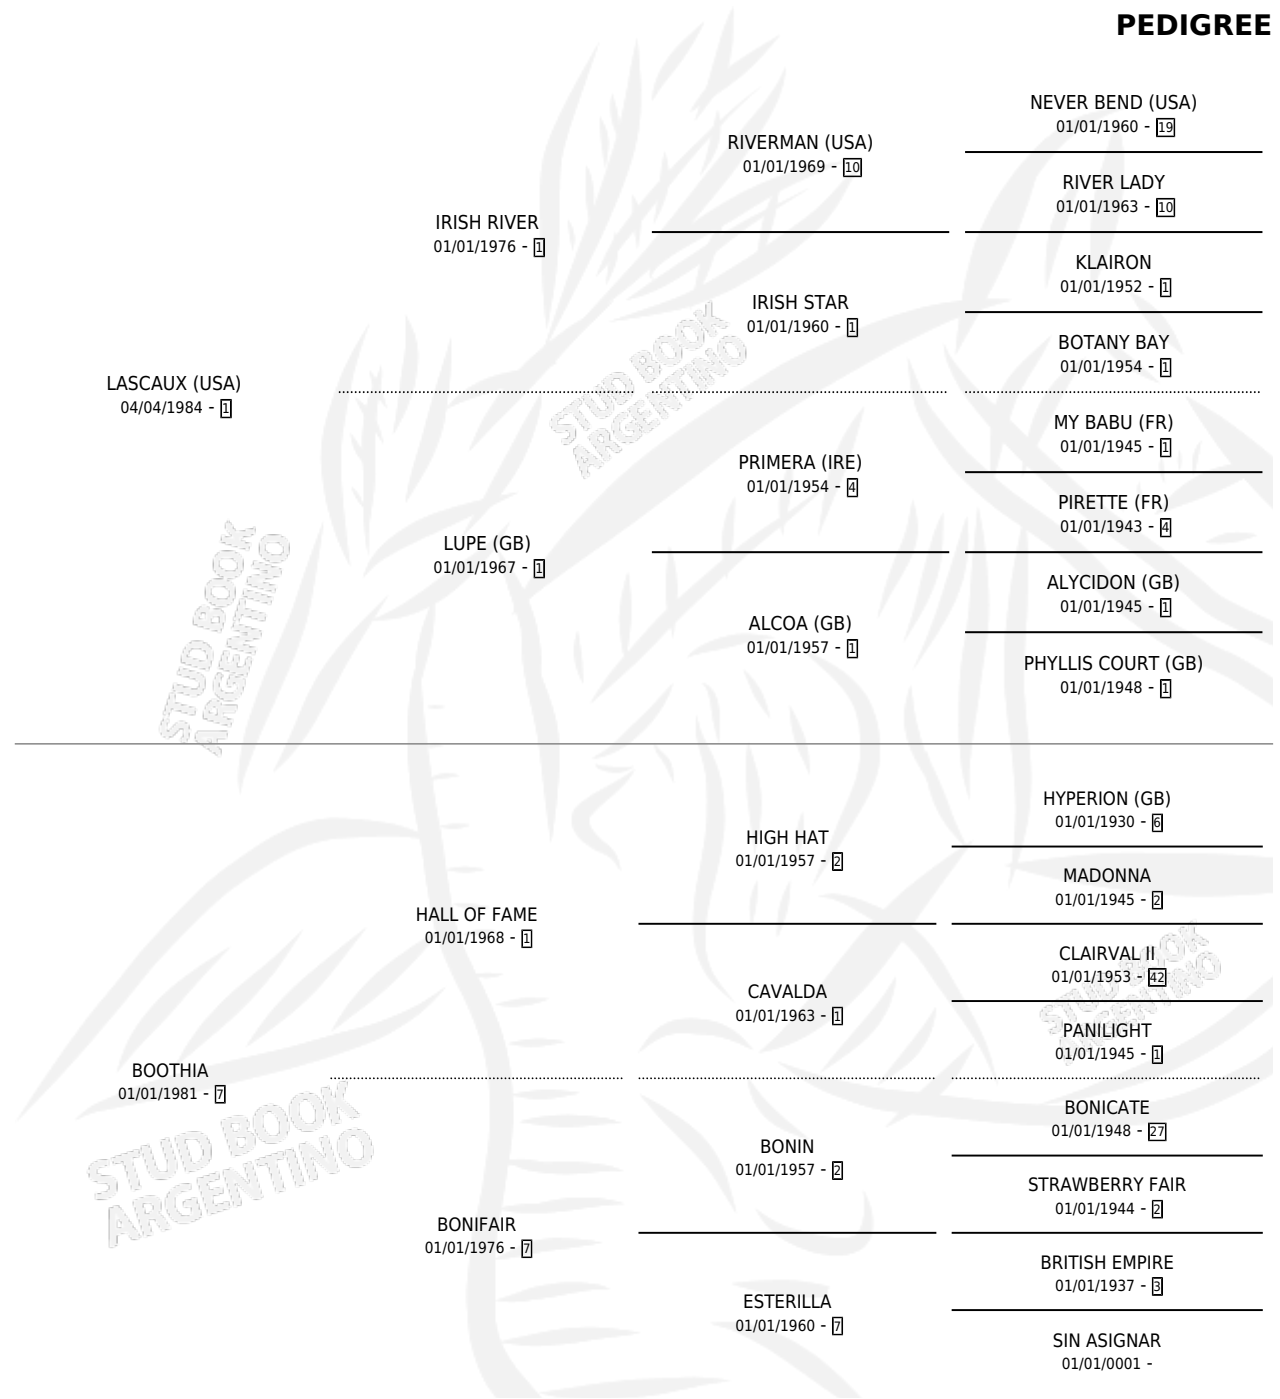 PEDIGREE
NEVER BEND (USA)
01/01/1960 - 19
RIVERMAN (USA)
01/01/1969 - 10
RIVER LADY
01/01/1963 - 10
IRISH RIVER
01/01/1976 - 1
KLAIRON
01/01/1952 - 1
IRISH STAR
01/01/1960 - 1
BOTANY BAY
01/01/1954 - 1
LASCAUX (USA)
04/04/1984 - 1
MY BABU (FR)
01/01/1945 - 1
PRIMERA (IRE)
01/01/1954 - 4
PIRETTE (FR)
01/01/1943 - 4
LUPE (GB)
01/01/1967 - 1
ALYCIDON (GB)
01/01/1945 - 1
ALCOA (GB)
01/01/1957 - 1
PHYLLIS COURT (GB)
01/01/1948 - 1
HYPERION (GB)
01/01/1930 - 6
HIGH HAT
01/01/1957 - 2
MADONNA
01/01/1945 - 2
HALL OF FAME
01/01/1968 - 1
CLAIRVAL II
01/01/1953 - 42
CAVALDA
01/01/1963 - 1
PANILIGHT
01/01/1945 - 1
BOOTHIA
01/01/1981 - 7
BONICATE
01/01/1948 - 27
BONIN
01/01/1957 - 2
STRAWBERRY FAIR
01/01/1944 - 2
BONIFAIR
01/01/1976 - 7
BRITISH EMPIRE
01/01/1937 - 3
ESTERILLA
01/01/1960 - 7
SIN ASIGNAR
01/01/0001 -
STUD BOOK
ARGENTINO
STUD BOOK
ARGENTINO
STUD BOOK
ARGENTINO
STUD BOOK
ARGENTINO